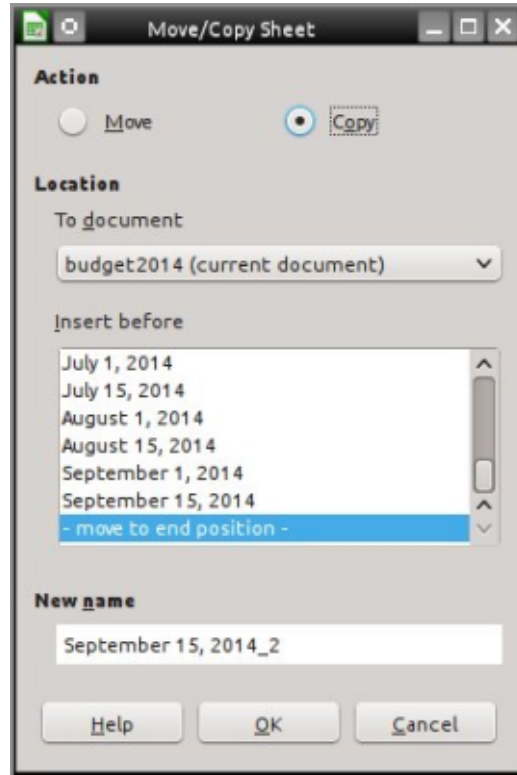 Move/Copy Sheet
Action
Move
Copy
Location
To document
budget2014 (current document)
Insert before
July 1, 2014
July 15, 2014
August 1, 2014
August 15, 2014
September 1, 2014
September 15, 2014
- move to end position -
New name
September 15, 2014_2
Help
OK
Cancel